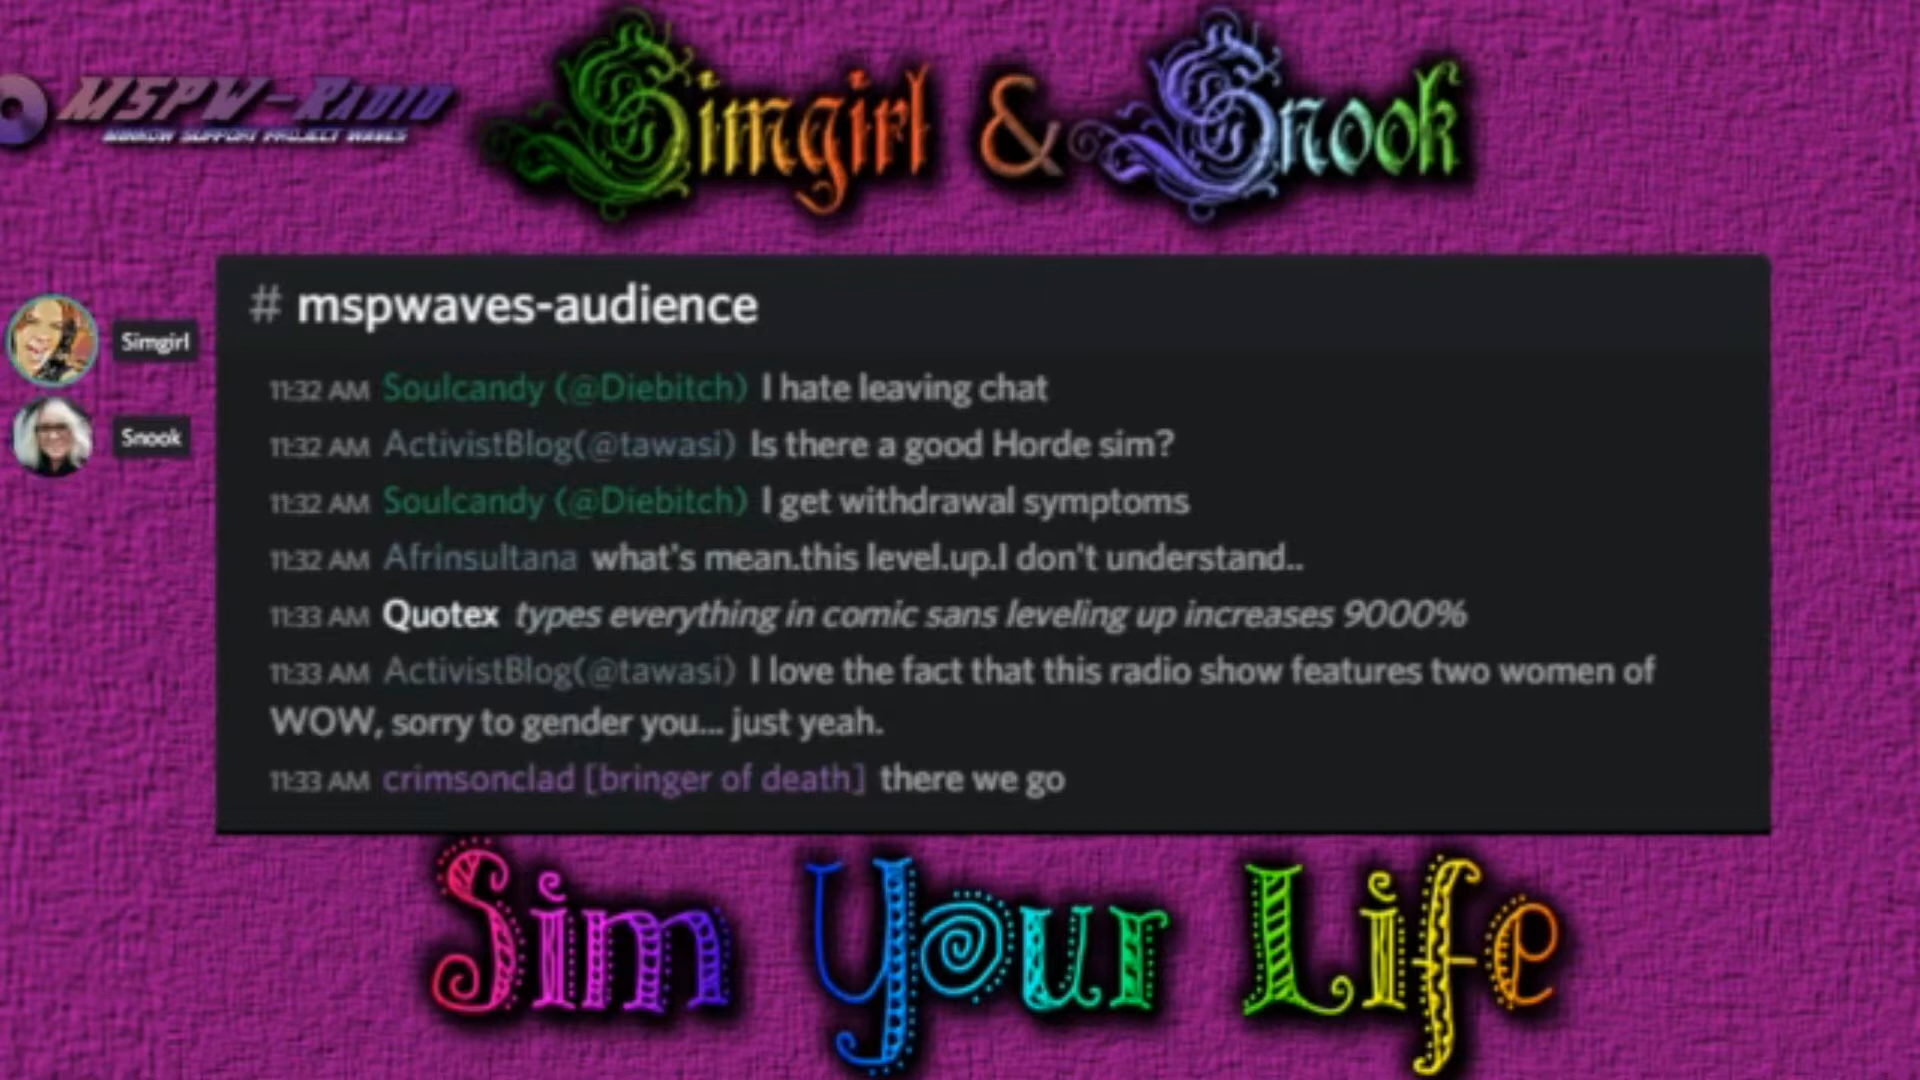 MSPW-Radio
MINNOW SUPPORT PROJECT WAVES
Simgirl & Snook
# mspwaves-audience
Simgirl
Snook
11:32 AM Soulcandy (@Diebitch) I hate leaving chat
11:32 AM ActivistBlog(@tawasi) Is there a good Horde sim?
11:32 AM Soulcandy (@Diebitch) I get withdrawal symptoms
11:32 AM Afrinsultana what's mean.this level.up.I don't understand..
11:33 AM Quotex types everything in comic sans leveling up increases 9000%
11:33 AM ActivistBlog(@tawasi) I love the fact that this radio show features two women of
WOW, sorry to gender you... just yeah.
11:33 AM crimsonclad [bringer of death] there we go
Sim Your Life